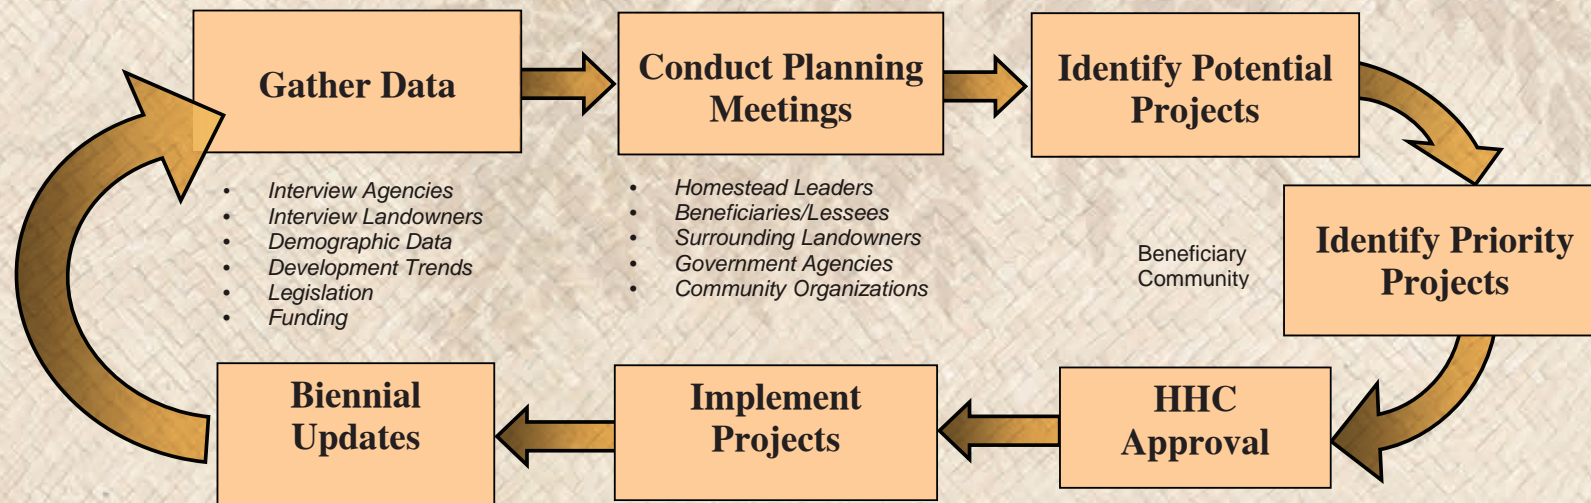 Gather Data
• Interview Agencies
• Interview Landowners
• Demographic Data
• Development Trends
• Legislation
• Funding
Conduct Planning
Meetings
• Homestead Leaders
• Beneficiaries/Lessees
• Surrounding Landowners
• Government Agencies
• Community Organizations
Identify Potential
Projects
Beneficiary
Community
Identify Priority
Projects
HHC
Approval
Implement
Projects
Biennial
Updates